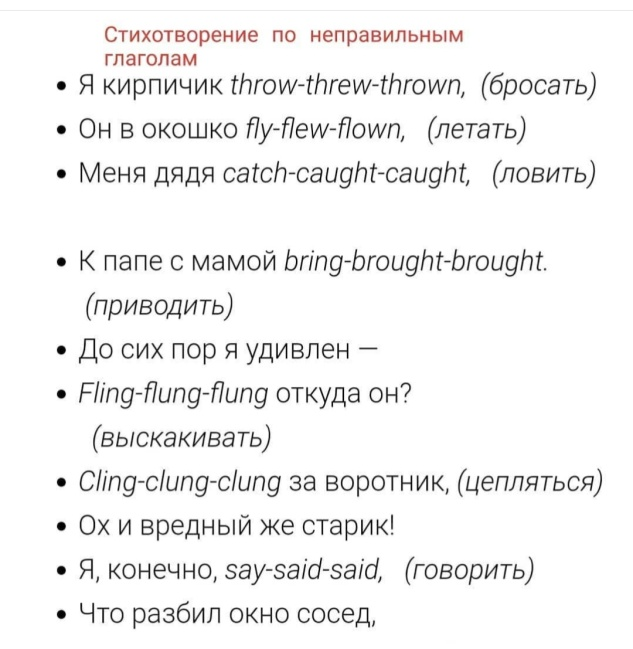 Стихотворение по неправильным
глаголам
• Я кирпичик throw-threw-thrown, (бросать)
• Он в окошко fly-flew-flown, (летать)
• Меня дядя catch-caught-caught, (ловить)
• К папе с мамой bring-brought-brought.
(приводить)
• До сих пор я удивлен —
• Fling-flung-flung откуда он?
(выскакивать)
• Cling-clung-clung за воротник, (цепляться)
• Ох и вредный же старик!
• Я, конечно, say-said-said, (говорить)
• Что разбил окно сосед,